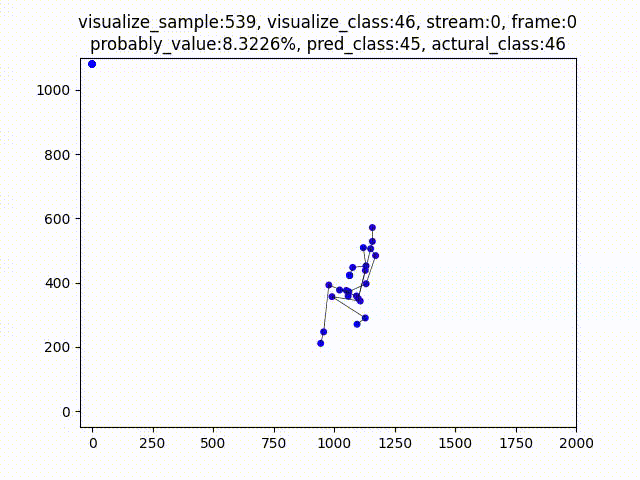 visualize_sample:539, visualize_class:46, stream:0, frame:0
probably_value:8.3226%, pred_class:45, actural_class:46
1000
800
600
400
200
0
0 250 500 750 1000 1250 1500 1750 2000